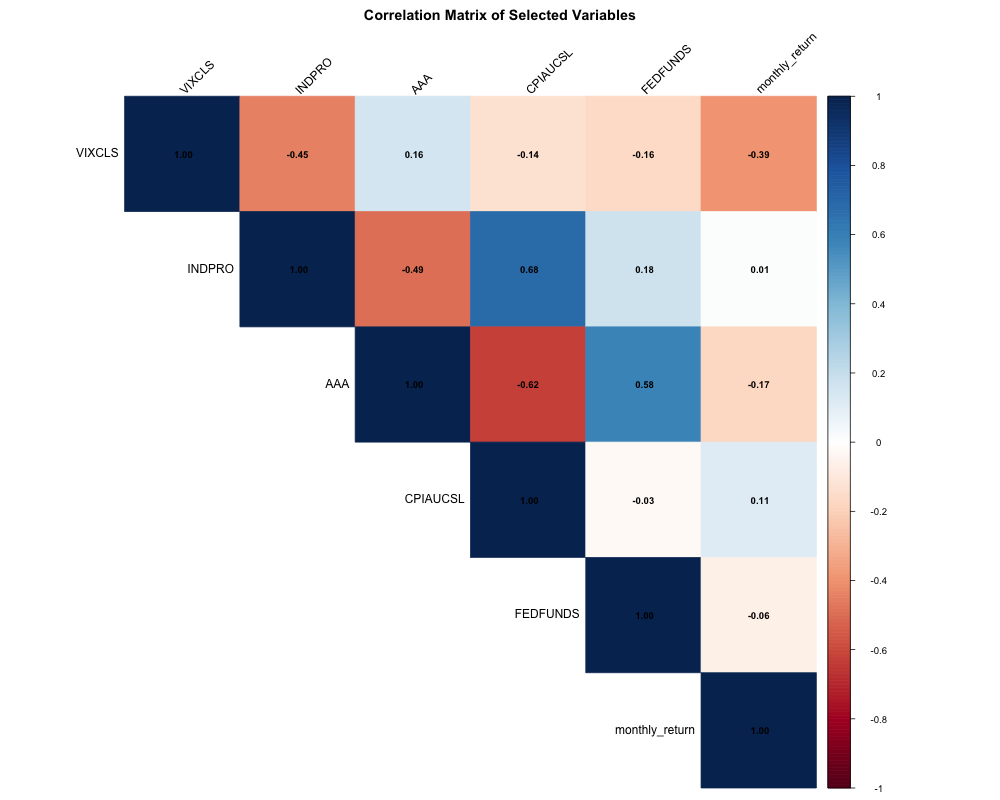 Correlation Matrix of Selected Variables
VIXCLS INDPRO AAA CPIAUCSL FEDFUNDS monthly_return
VIXCLS 1.00 -0.45 0.16 -0.14 -0.16 -0.39
INDPRO 1.00 -0.49 0.68 0.18 0.01
AAA 1.00 -0.62 0.58 -0.17
CPIAUCSL 1.00 -0.03 0.11
FEDFUNDS 1.00 -0.06
monthly_return 1.00
1
0.8
0.6
0.4
0.2
0
-0.2
-0.4
-0.6
-0.8
-1